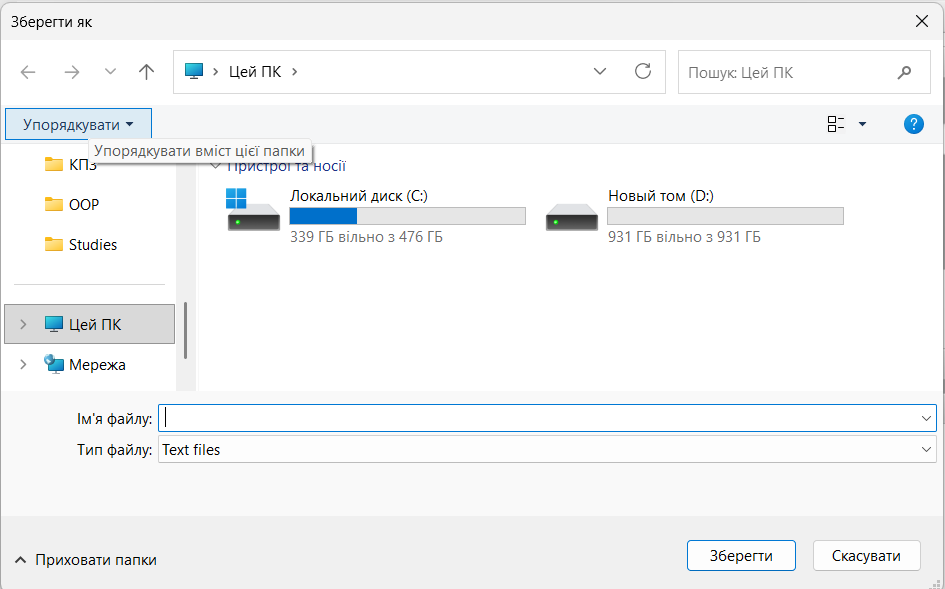 Зберегти як
Цей ПК
Пошук: Цей ПК
Упорядкувати
?
Упорядкувати вміст цієї папки
КПЗ
OOP
Studies
Цей ПК
Мережа
Пристрої та носії
Локальний диск (C:)
339 ГБ вільно з 476 ГБ
Новый том (D:)
931 ГБ вільно з 931 ГБ
Ім'я файлу:
Тип файлу: Text files
Приховати папки
Зберегти
Скасувати